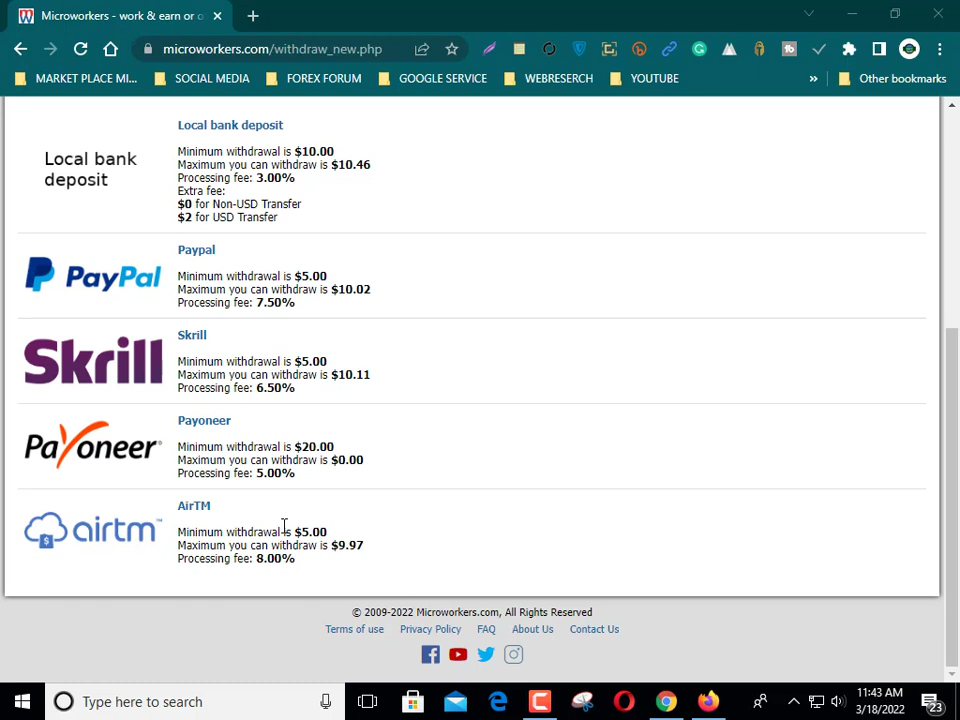 Microworkers - work & earn or o
microworkers.com/withdraw_new.php
MARKET PLACE MI...
SOCIAL MEDIA
FOREX FORUM
GOOGLE SERVICE
WEBRESERCH
YOUTUBE
»
Other bookmarks
Local bank deposit
Local bank deposit
Minimum withdrawal is $10.00
Maximum you can withdraw is $10.46
Processing fee: 3.00%
Extra fee:
$0 for Non-USD Transfer
$2 for USD Transfer
PayPal
Paypal
Minimum withdrawal is $5.00
Maximum you can withdraw is $10.02
Processing fee: 7.50%
Skrill
Skrill
Minimum withdrawal is $5.00
Maximum you can withdraw is $10.11
Processing fee: 6.50%
Payoneer
Payoneer
Minimum withdrawal is $20.00
Maximum you can withdraw is $0.00
Processing fee: 5.00%
airtm
AirTM
Minimum withdrawal is $5.00
Maximum you can withdraw is $9.97
Processing fee: 8.00%
© 2009-2022 Microworkers.com, All Rights Reserved
Terms of use
Privacy Policy
FAQ
About Us
Contact Us
Type here to search
11:43 AM
3/18/2022
23